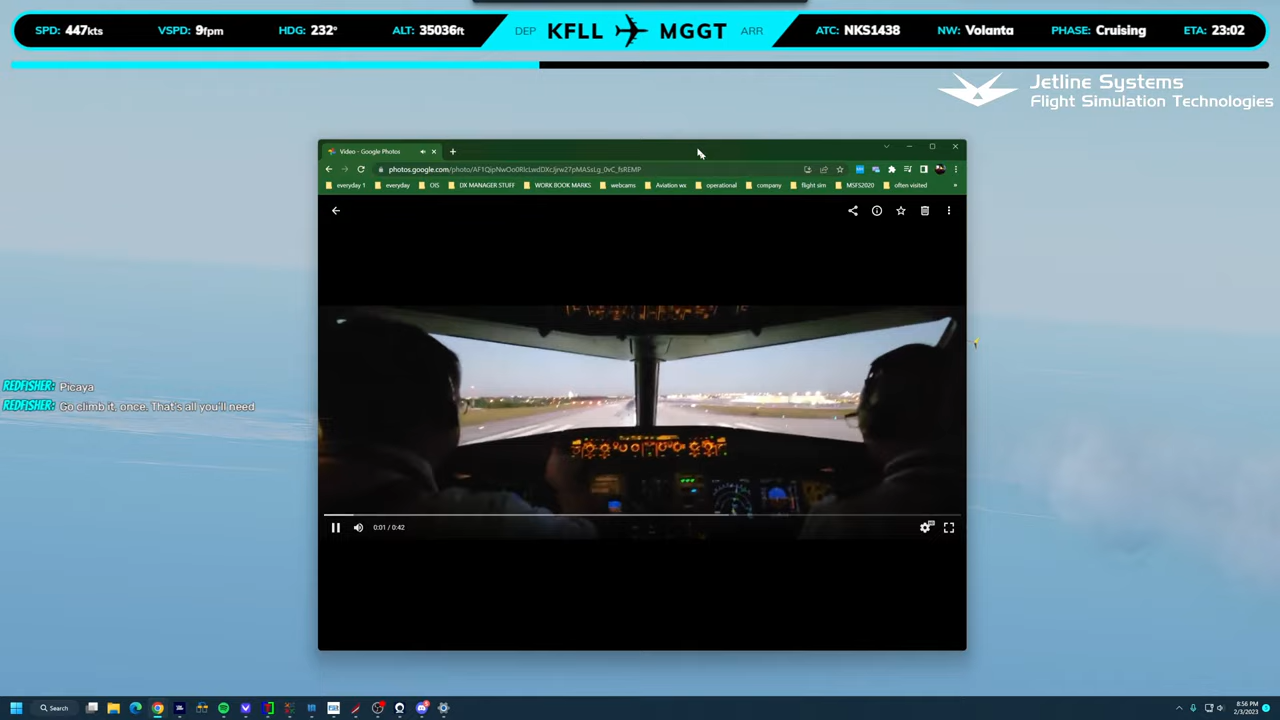 SPD: 447kts VSPD: 9fpm HDG: 232° ALT: 35036ft DEP KFLL MGGT ARR ATC: NKS1438 NW: Volanta PHASE: Cruising ETA: 23:02
Jetline Systems
Flight Simulation Technologies
Video - Google Photos
everyday 1 everyday OIS DX MANAGER STUFF WORK BOOK MARKS webcams Aviation wx operational company flight sim MSFS2020 often visited
REDFISHER: Picaya
REDFISHER: Go climb it, once. That's all you'll need
0:01 / 0:42
Search
8:56 PM
2/3/2023